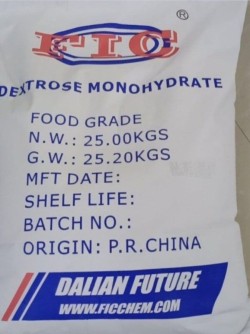 ®
FIC
DEXTROSE MONOHYDRATE
FOOD GRADE
N.W.: 25.00KGS
G.W.: 25.20KGS
MFT DATE:
SHELF LIFE:
BATCH NO.:
ORIGIN: P.R.CHINA
DALIAN FUTURE
WWW.FICCHEM.COM